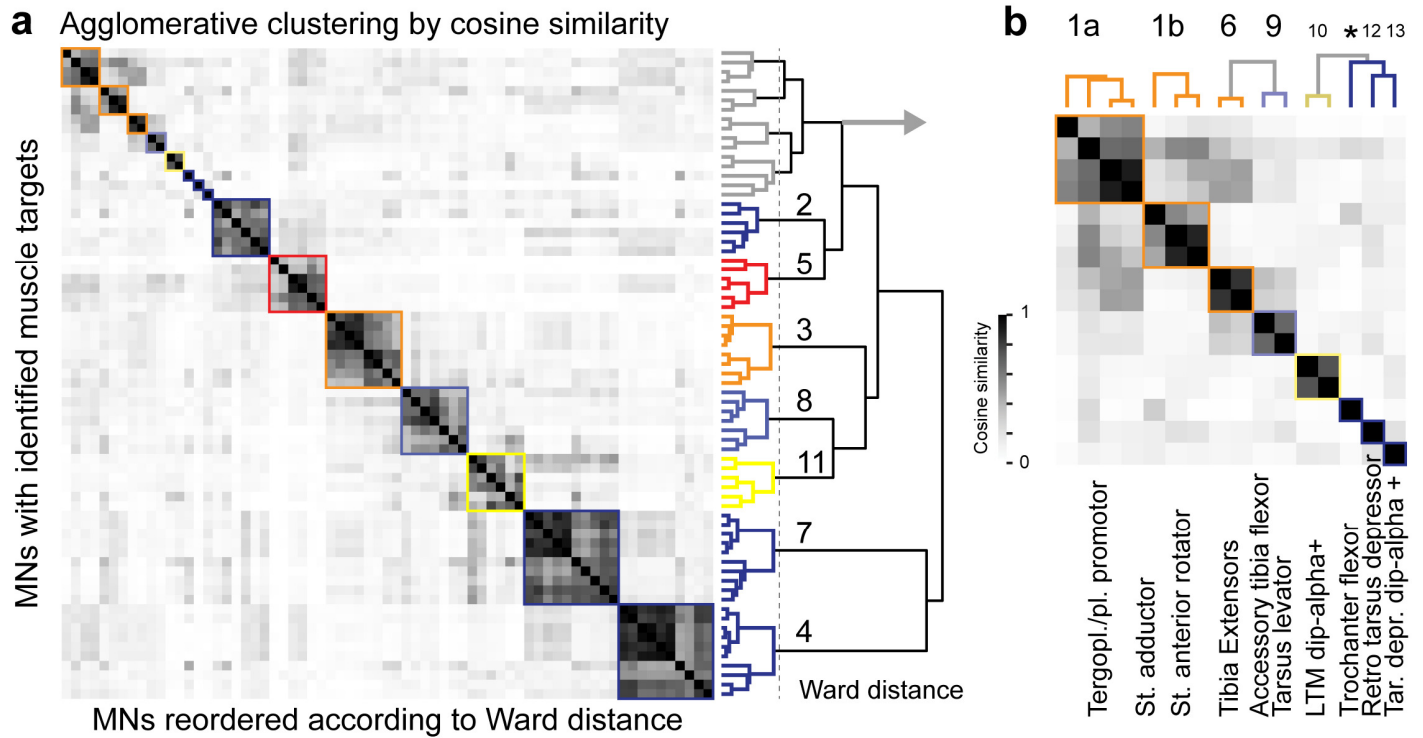 a Agglomerative clustering by cosine similarity
MNs with identified muscle targets
MNs reordered according to Ward distance
2
5
3
8
11
7
4
Ward distance
b
1a 1b 6 9 10 * 12 13
Cosine similarity
1
0
Tergopl./pl. promotor
St. adductor
St. anterior rotator
Tibia Extensors
Accessory tibia flexor
Tarsus levator
LTM dip-alpha+
Trochanter flexor
Retro tarsus depressor
Tar. depr. dip-alpha +